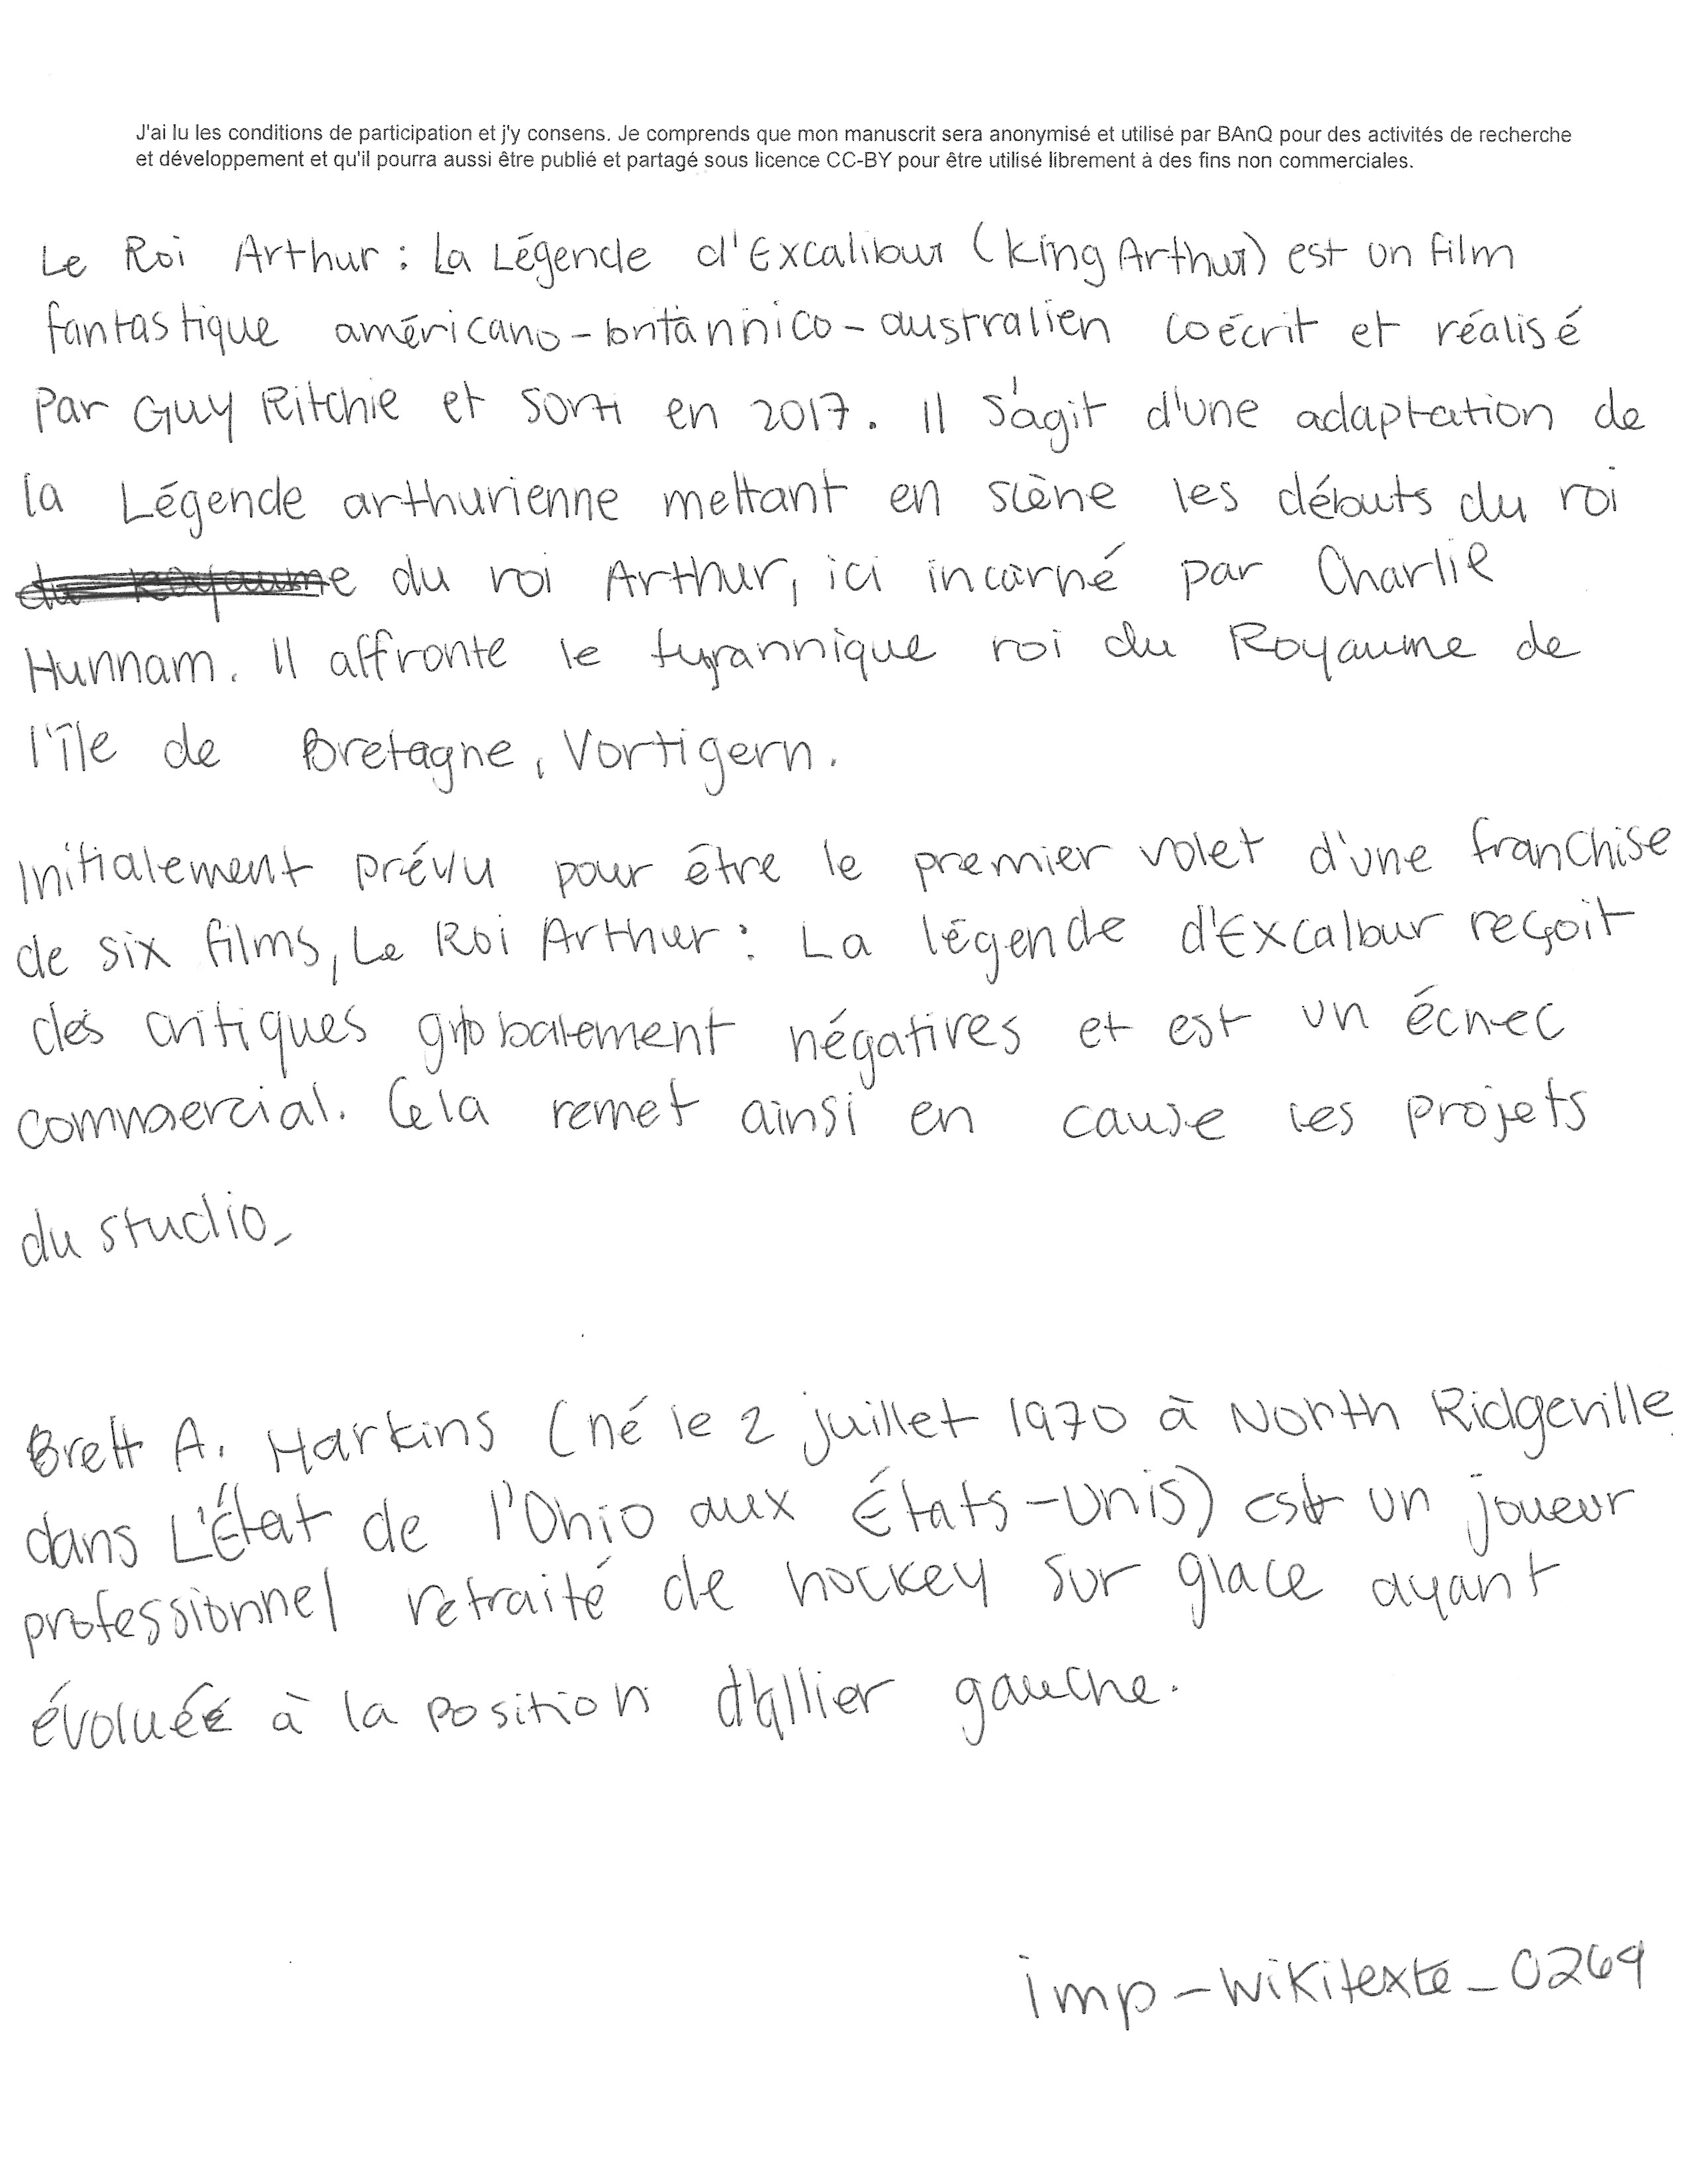 J'ai lu les conditions de participation et j'y consens. Je comprends que mon manuscrit sera anonymisé et utilisé par BAnQ pour des activités de recherche
et développement et qu'il pourra aussi être publié et partagé sous licence CC-BY pour être utilisé librement à des fins non commerciales.
Le Roi Arthur : La Légende d'Excalibur (King Arthur) est un film
fantastique américano-britannico-australien coécrit et réalisé
par Guy Ritchie et sorti en 2017. Il s'agit d'une adaptation de
la Légende arthurienne mettant en scène les débuts du roi
du royaume du roi Arthur, ici incarné par Charlie
Hunnam. Il affronte le tyrannique roi du Royaume de
l'île de Bretagne, Vortigern.
Initialement prévu pour être le premier volet d'une franchise
de six films, Le Roi Arthur : La légende d'Excalbur reçoit
des critiques globalement négatives et est un échec
commercial. Cela remet ainsi en cause les projets
du studio.
Brett A. Harkins (né le 2 juillet 1970 à North Ridgeville
dans L'État de l'Ohio aux États-Unis) est un joueur
professionnel retraité de hockey sur glace ayant
évoluée à la position d'allier gauche.
imp-wikitexte_0269